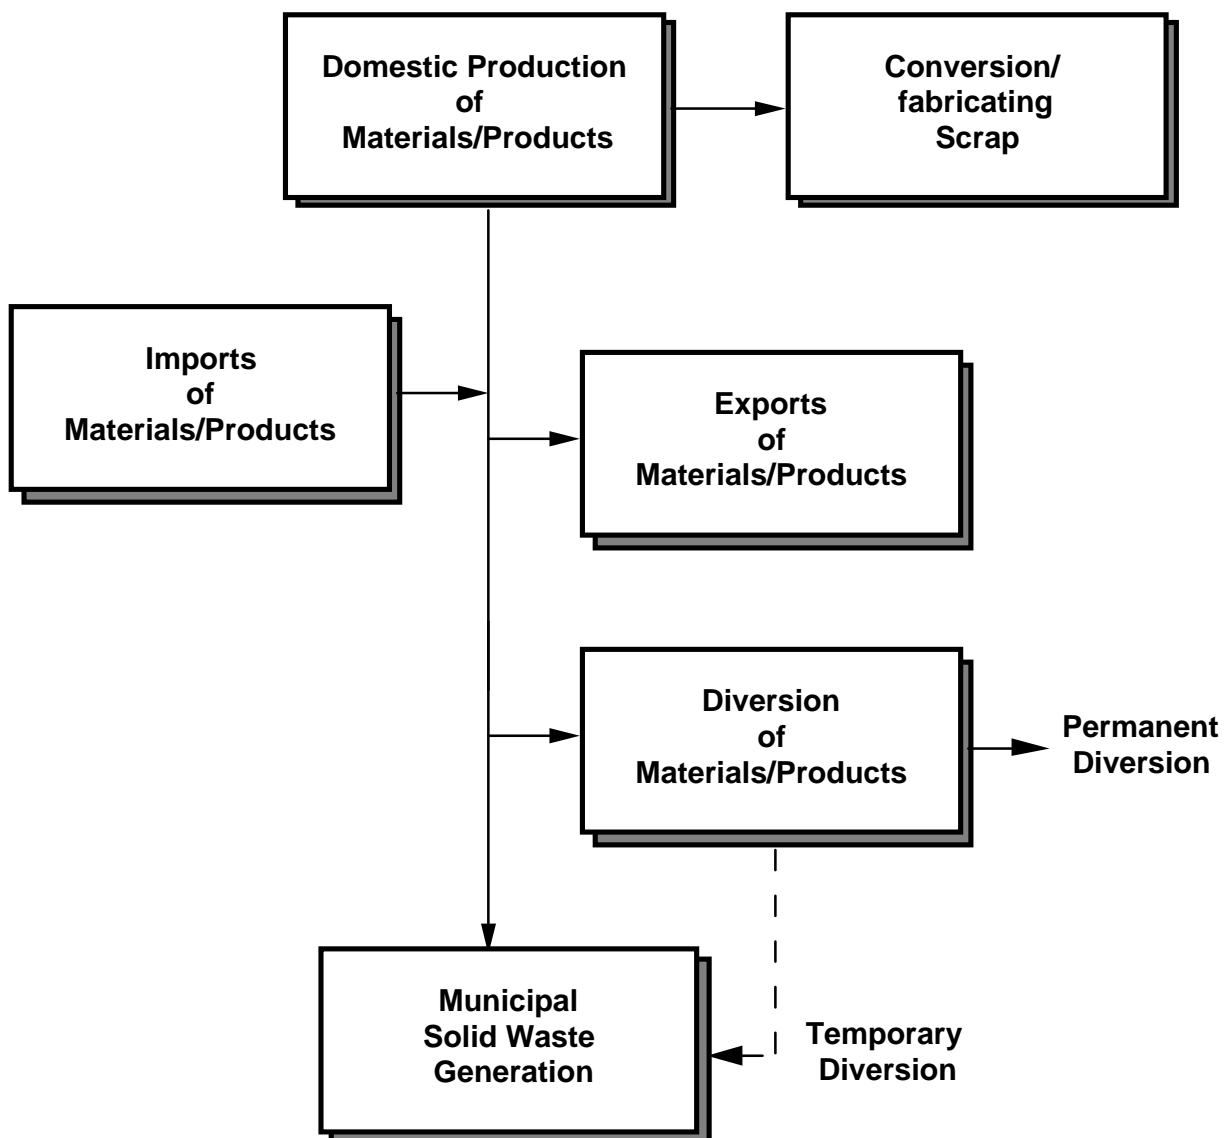 Domestic Production
of
Materials/Products
Conversion/
fabricating
Scrap
Imports
of
Materials/Products
Exports
of
Materials/Products
Diversion
of
Materials/Products
Permanent
Diversion
Municipal
Solid Waste
Generation
Temporary
Diversion